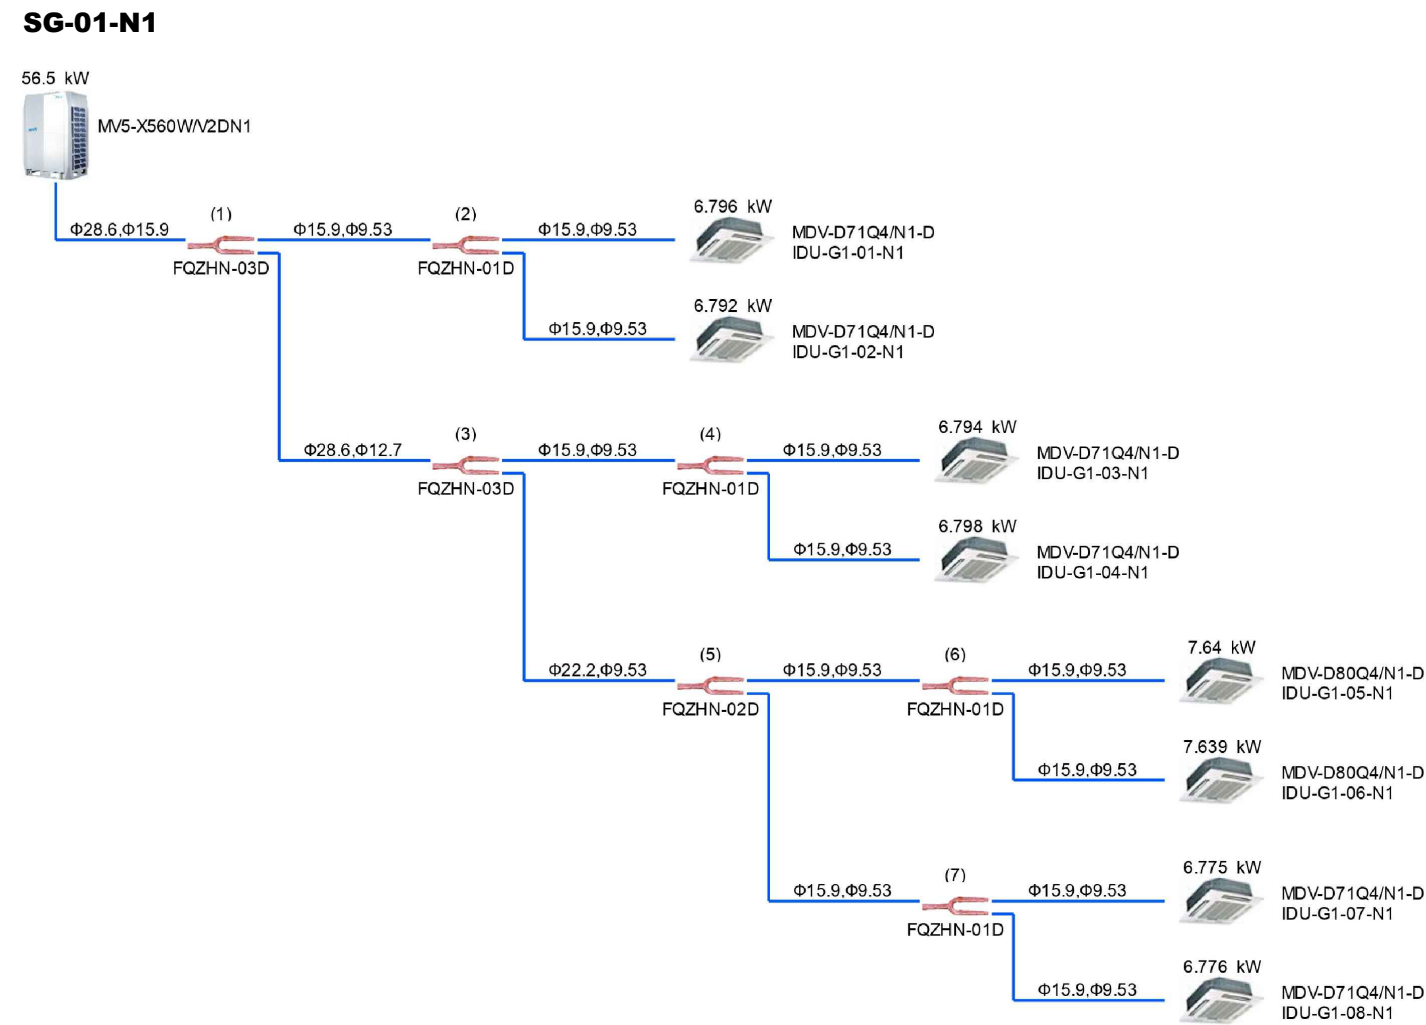 SG-01-N1
56.5 kW
MV5-X560W/V2DN1
Φ28.6,Φ15.9
(1)
FQZHN-03D
Φ15.9,Φ9.53
(2)
FQZHN-01D
Φ15.9,Φ9.53
6.796 kW
MDV-D71Q4/N1-D
IDU-G1-01-N1
Φ15.9,Φ9.53
6.792 kW
MDV-D71Q4/N1-D
IDU-G1-02-N1
Φ28.6,Φ12.7
(3)
FQZHN-03D
Φ15.9,Φ9.53
(4)
FQZHN-01D
Φ15.9,Φ9.53
6.794 kW
MDV-D71Q4/N1-D
IDU-G1-03-N1
Φ15.9,Φ9.53
6.798 kW
MDV-D71Q4/N1-D
IDU-G1-04-N1
Φ22.2,Φ9.53
(5)
FQZHN-02D
Φ15.9,Φ9.53
(6)
FQZHN-01D
Φ15.9,Φ9.53
7.64 kW
MDV-D80Q4/N1-D
IDU-G1-05-N1
Φ15.9,Φ9.53
7.639 kW
MDV-D80Q4/N1-D
IDU-G1-06-N1
Φ15.9,Φ9.53
(7)
FQZHN-01D
Φ15.9,Φ9.53
6.775 kW
MDV-D71Q4/N1-D
IDU-G1-07-N1
Φ15.9,Φ9.53
6.776 kW
MDV-D71Q4/N1-D
IDU-G1-08-N1